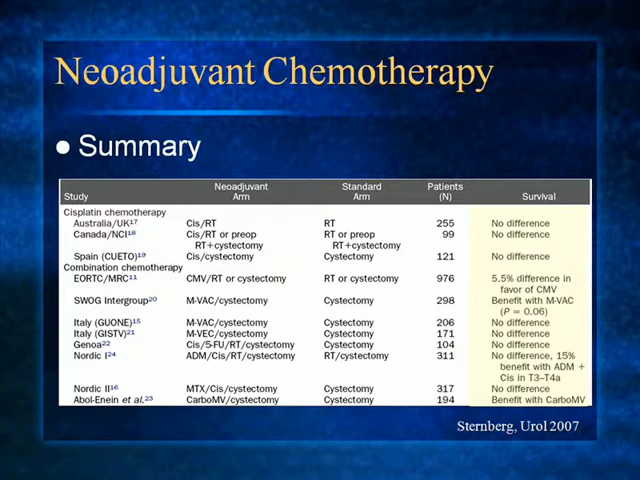 Neoadjuvant Chemotherapy
● Summary
Study Neoadjuvant Arm Standard Arm Patients (N) Survival
Cisplatin chemotherapy
Australia/UK17 Cis/RT RT 255 No difference
Canada/NCI18 Cis/RT or preop RT+cystectomy RT or preop RT+cystectomy 99 No difference
Spain (CUETO)19 Cis/cystectomy Cystectomy 121 No difference
Combination chemotherapy
EORTC/MRC11 CMV/RT or cystectomy RT or cystectomy 976 5.5% difference in favor of CMV
SWOG Intergroup20 M-VAC/cystectomy Cystectomy 298 Benefit with M-VAC (P = 0.06)
Italy (GUONE)15 M-VAC/cystectomy Cystectomy 206 No difference
Italy (GISTV)21 M-VEC/cystectomy Cystectomy 171 No difference
Genoa22 Cis/5-FU/RT/cystectomy Cystectomy 104 No difference
Nordic I24 ADM/Cis/RT/cystectomy RT/cystectomy 311 No difference, 15% benefit with ADM + Cis in T3–T4a
Nordic II16 MTX/Cis/cystectomy Cystectomy 317 No difference
Abol-Enein et al.23 CarboMV/cystectomy Cystectomy 194 Benefit with CarboMV
Sternberg, Urol 2007